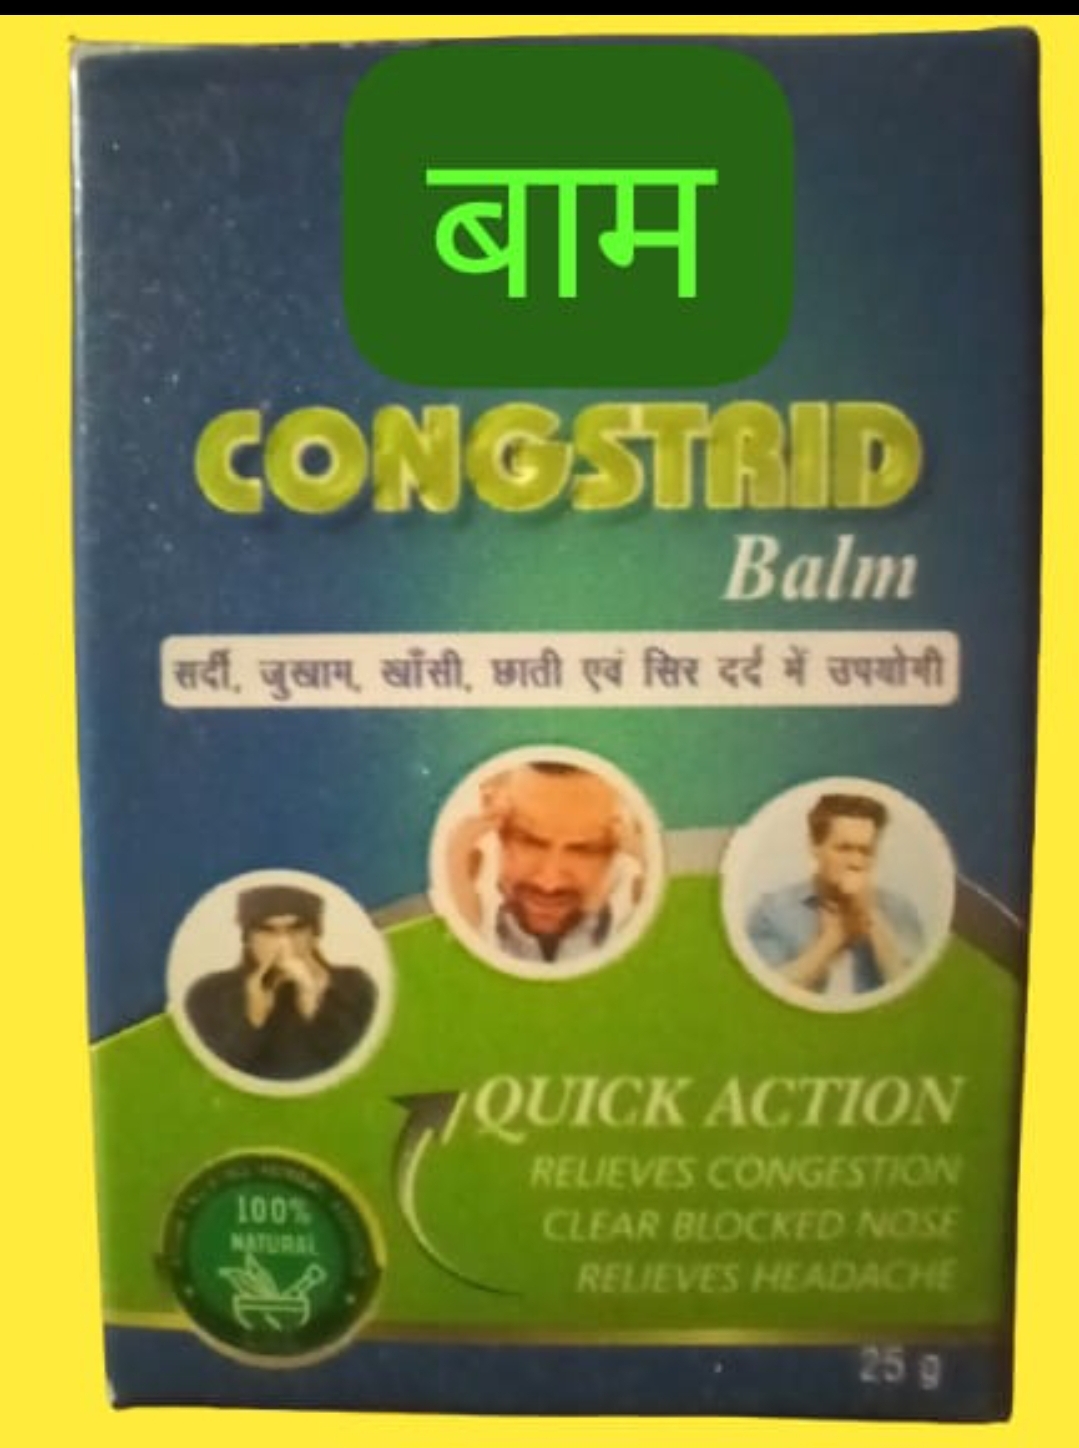 बाम
CONGSTRID
Balm
सर्दी, जुखाम, खाँसी, छाती एवं सिर दर्द में उपयोगी
QUICK ACTION
RELIEVES CONGESTION
CLEAR BLOCKED NOSE
RELIEVES HEADACHE
100%
NATURAL
25 g